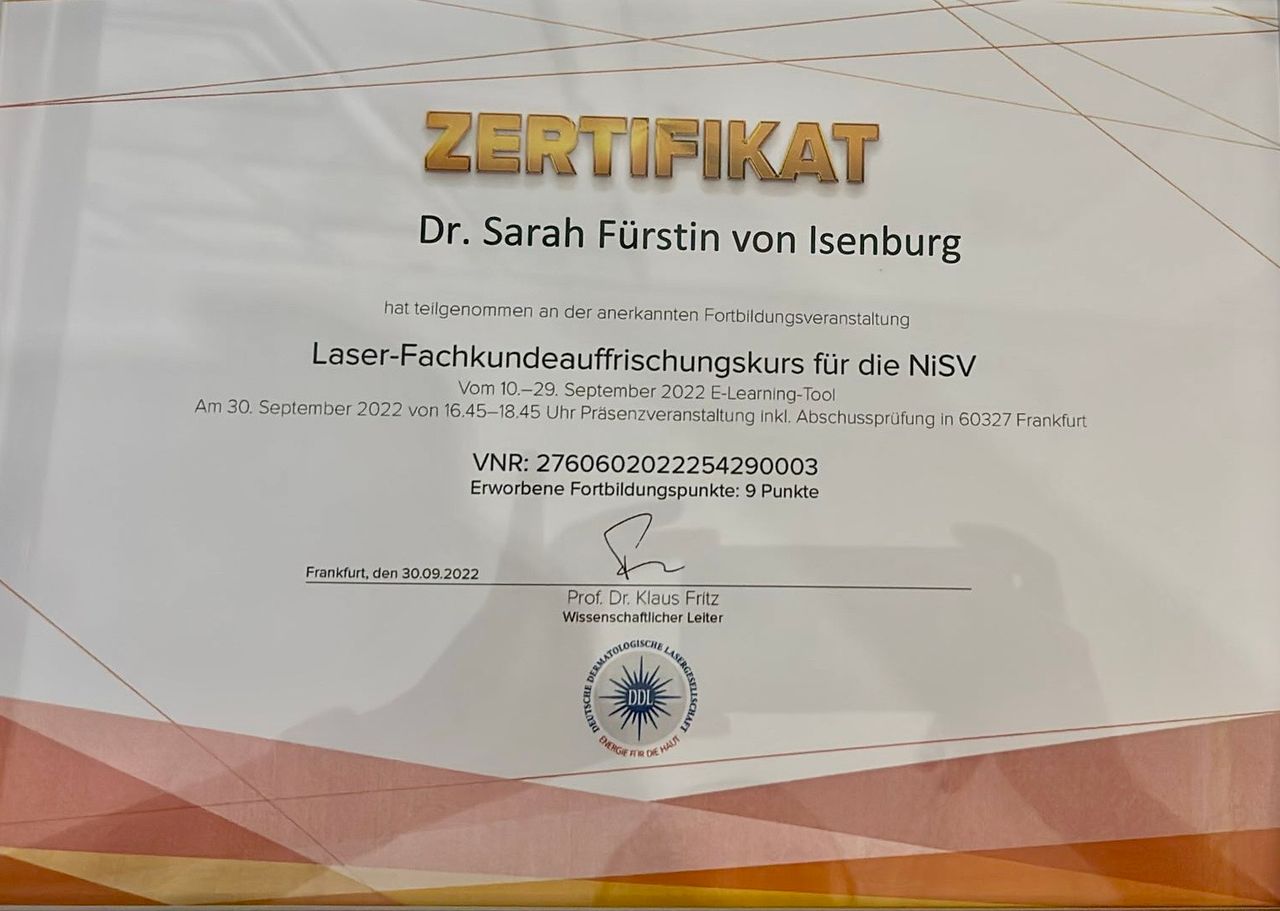 ZERTIFIKAT
Dr. Sarah Fürstin von Isenburg
hat teilgenommen an der anerkannten Fortbildungsveranstaltung
Laser-Fachkundeauffrischungskurs für die NiSV
Vom 10.–29. September 2022 E-Learning-Tool
Am 30. September 2022 von 16.45–18.45 Uhr Präsenzveranstaltung inkl. Abschussprüfung in 60327 Frankfurt
VNR: 2760602022254290003
Erworbene Fortbildungspunkte: 9 Punkte
Frankfurt, den 30.09.2022
Prof. Dr. Klaus Fritz
Wissenschaftlicher Leiter
DEUTSCHE DERMATOLOGISCHE LASERGESELLSCHAFT
DDL
ENERGIE FÜR DIE HAUT